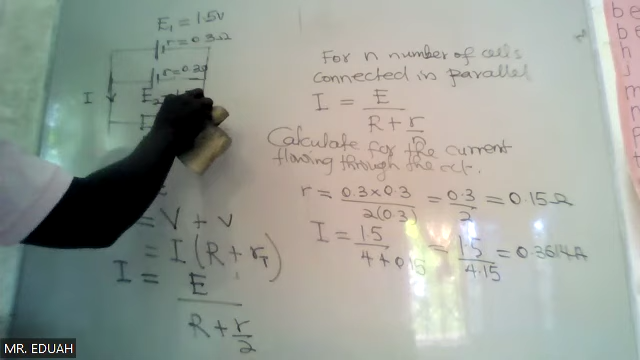 E₁ = 1.5V
r = 0.3Ω
r = 0.3Ω
I
E₂
= V + v
= I(R + r_T)
I = E / (R + r/2)
For n number of cells
connected in parallel
I = E / (R + r/n)
Calculate for the current
flowing through the cct.
r = (0.3 × 0.3) / 2(0.3) = 0.3 / 2 = 0.15Ω
I = 1.5 / (4 + 0.15) = 1.5 / 4.15 = 0.3614A
MR. EDUAH